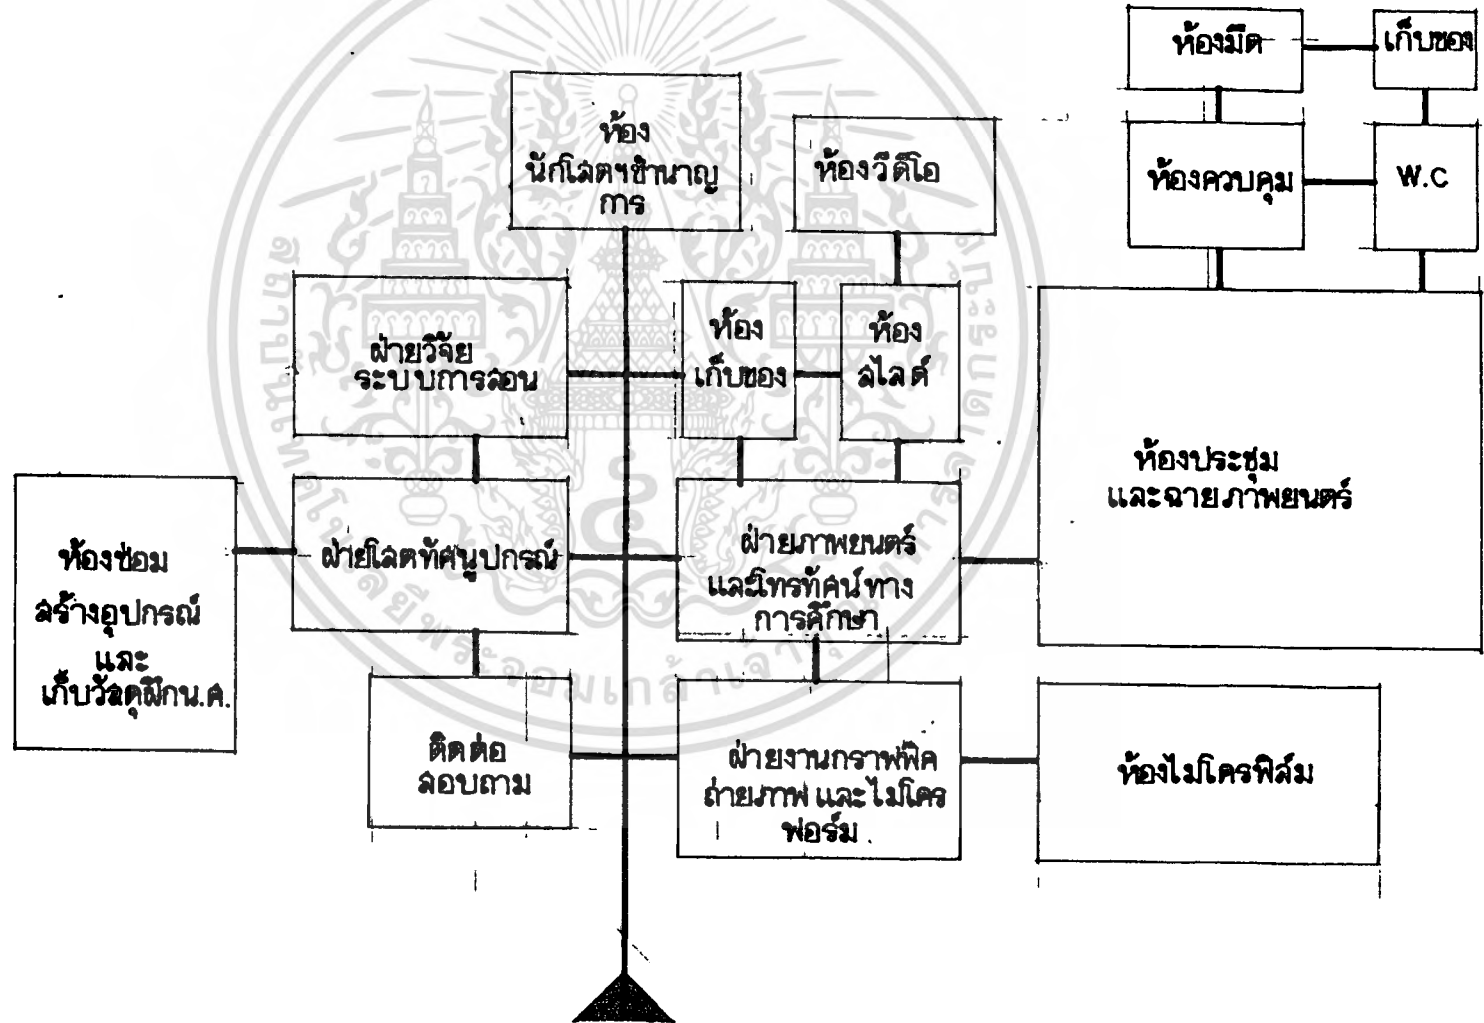 ห้องมืด
เก็บของ
ห้อง
นักโสตฯชำนาญ
การ
ห้องวีดีโอ
ห้องควบคุม
W.C
ฝ่ายวิจัย
ระบบการสอน
ห้อง
เก็บของ
ห้อง
สไลด์
ห้องประชุม
และฉายภาพยนตร์
ห้องซ่อม
สร้างอุปกรณ์
และ
เก็บวัสดุฝึกน.ศ.
ฝ่ายโสตทัศนูปกรณ์
ฝ่ายภาพยนตร์
และโทรทัศน์ทาง
การศึกษา
ติดต่อ
สอบถาม
ฝ่ายงานกราฟฟิค
ถ่ายภาพ และไมโคร
ฟอร์ม
ห้องไมโครฟิล์ม